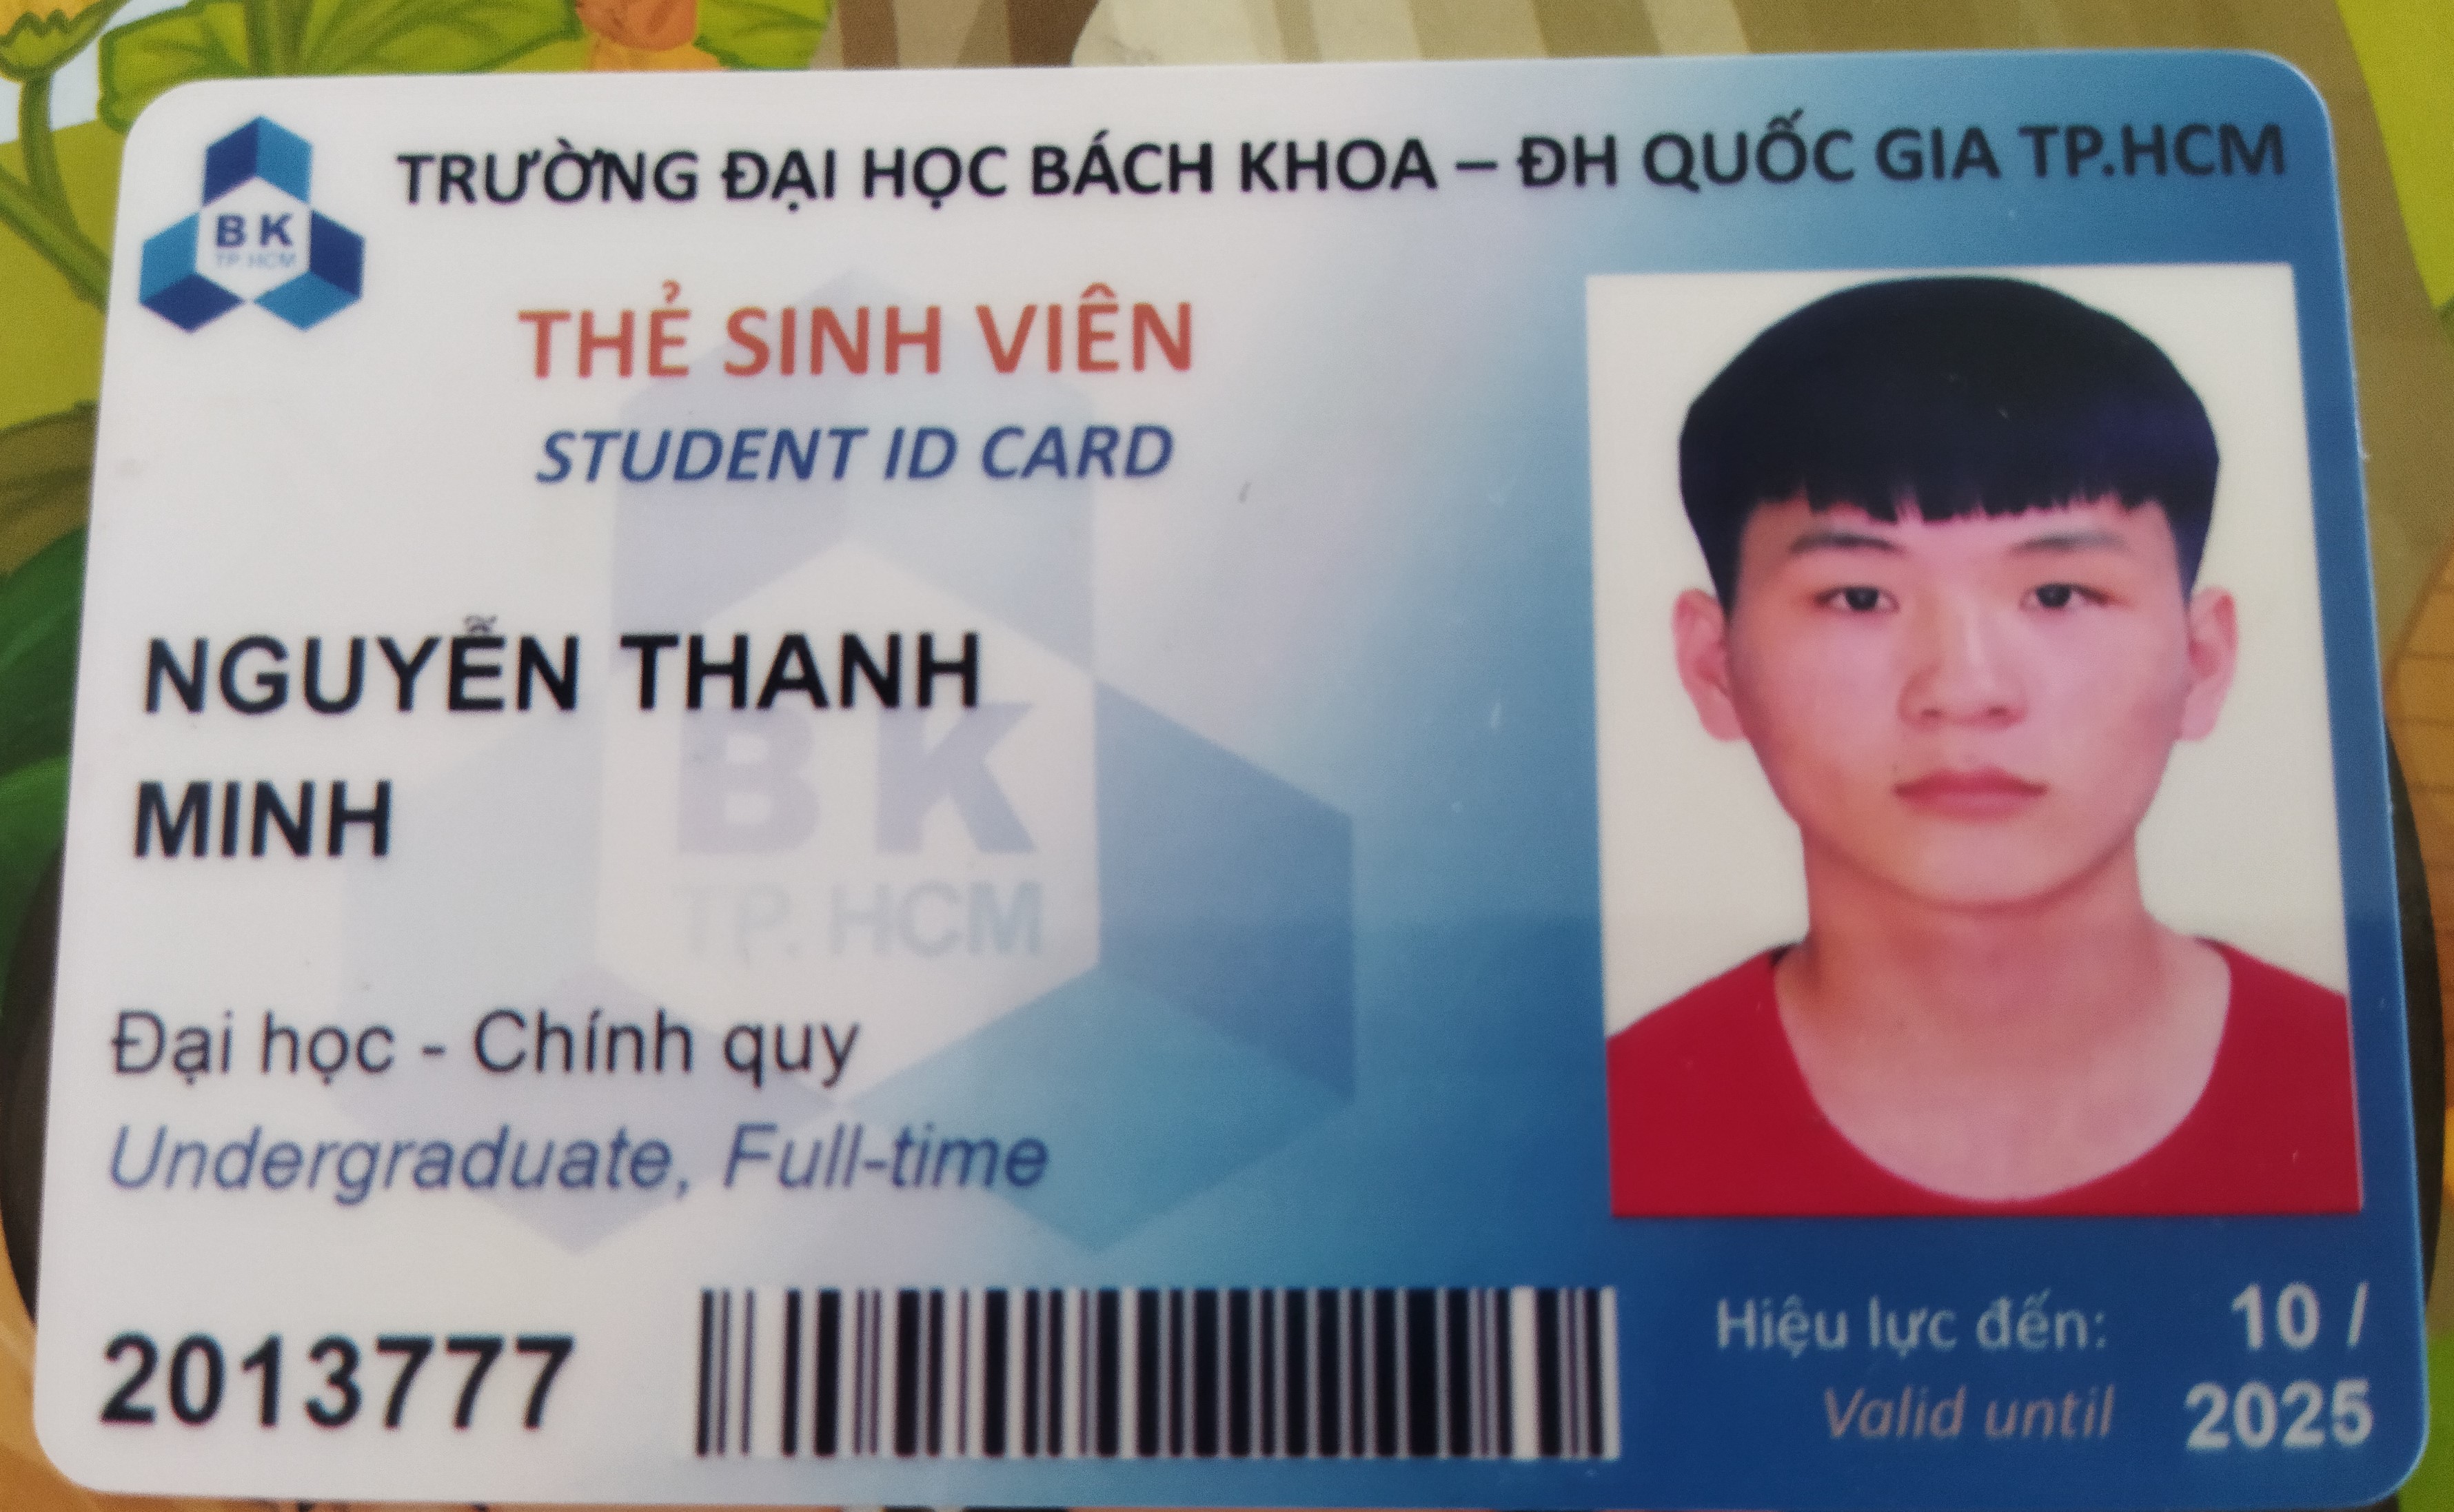 TRƯỜNG ĐẠI HỌC BÁCH KHOA – ĐH QUỐC GIA TP.HCM
BK
TP.HCM
THẺ SINH VIÊN
STUDENT ID CARD
NGUYỄN THANH
MINH
BK
TP. HCM
Đại học - Chính quy
Undergraduate, Full-time
2013777
Hiệu lực đến: 10 /
Valid until 2025